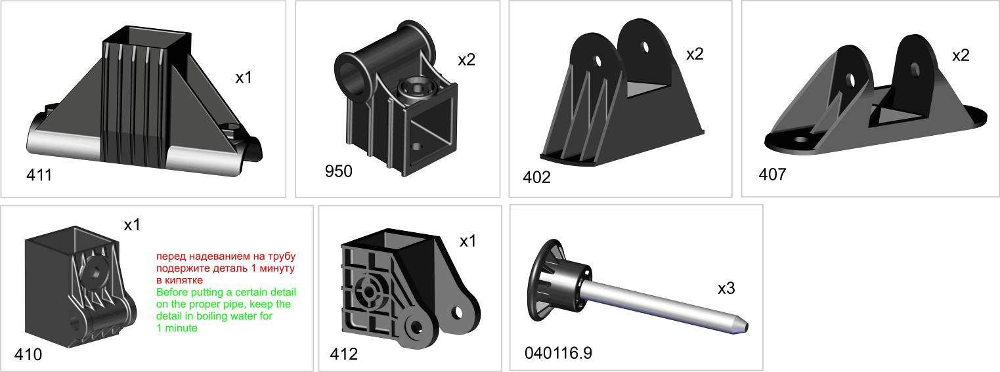 x1
411
x2
950
x2
402
x2
407
x1
перед надеванием на трубу
подержите деталь 1 минуту
в кипятке
Before putting a certain detail
on the proper pipe, keep the
detail in boiling water for
1 minute
410
x1
412
x3
040116.9